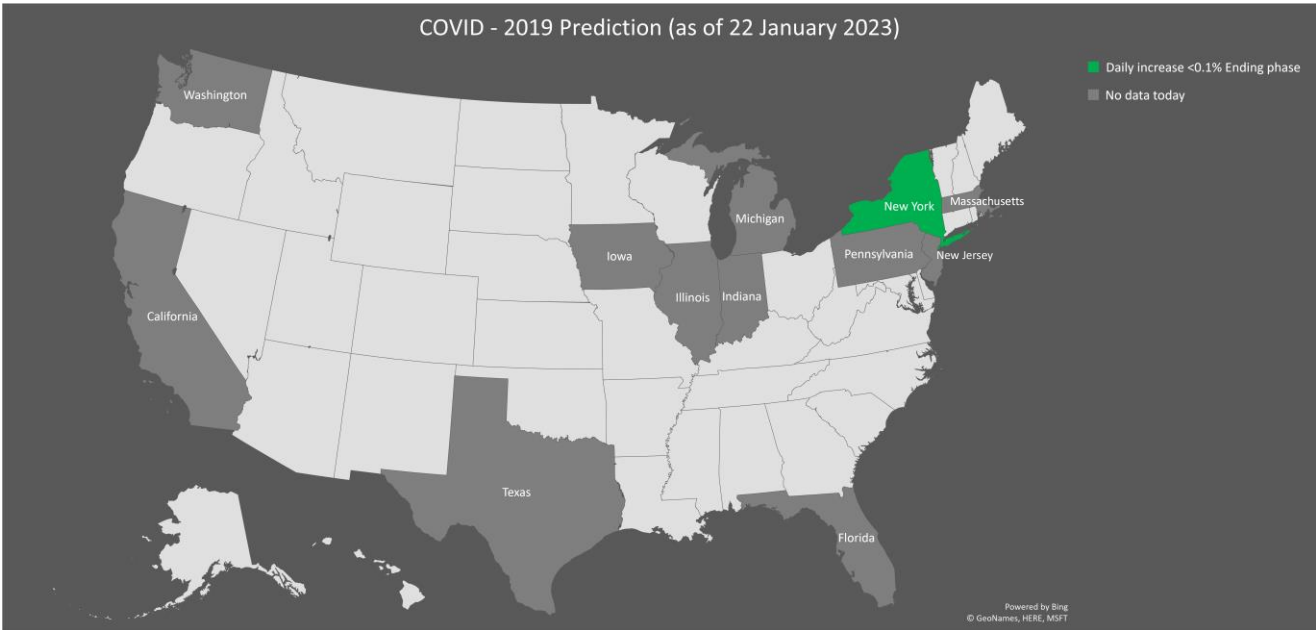 COVID - 2019 Prediction (as of 22 January 2023)
Daily increase <0.1% Ending phase
No data today
Washington
Michigan
New York
Massachusetts
Iowa
Pennsylvania
New Jersey
Illinois
Indiana
California
Texas
Florida
Powered by Bing
© GeoNames, HERE, MSFT